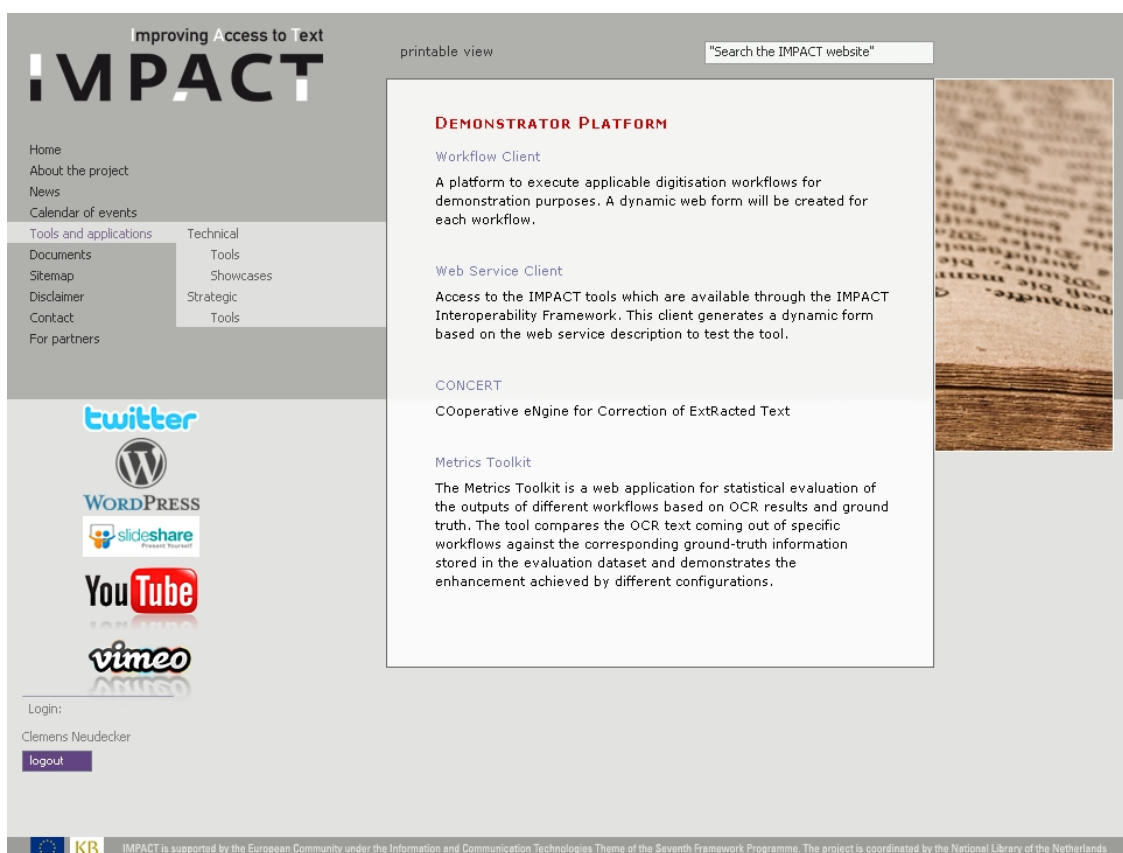 Improving Access to Text
IMPACT
printable view
"Search the IMPACT website"
Home
About the project
News
Calendar of events
Tools and applications
Documents
Sitemap
Disclaimer
Contact
For partners
Technical
Tools
Showcases
Strategic
Tools
DEMONSTRATOR PLATFORM
Workflow Client
A platform to execute applicable digitisation workflows for
demonstration purposes. A dynamic web form will be created for
each workflow.
Web Service Client
Access to the IMPACT tools which are available through the IMPACT
Interoperability Framework. This client generates a dynamic form
based on the web service description to test the tool.
CONCERT
COoperative eNgine for Correction of ExtRacted Text
Metrics Toolkit
The Metrics Toolkit is a web application for statistical evaluation of
the outputs of different workflows based on OCR results and ground
truth. The tool compares the OCR text coming out of specific
workflows against the corresponding ground-truth information
stored in the evaluation dataset and demonstrates the
enhancement achieved by different configurations.
twitter
WORDPRESS
slideshare
Present Yourself
YouTube
vimeo
Login:
Clemens Neudecker
logout
KB
IMPACT is supported by the European Community under the Information and Communication Technologies Theme of the Seventh Framework Programme. The project is coordinated by the National Library of the Netherlands